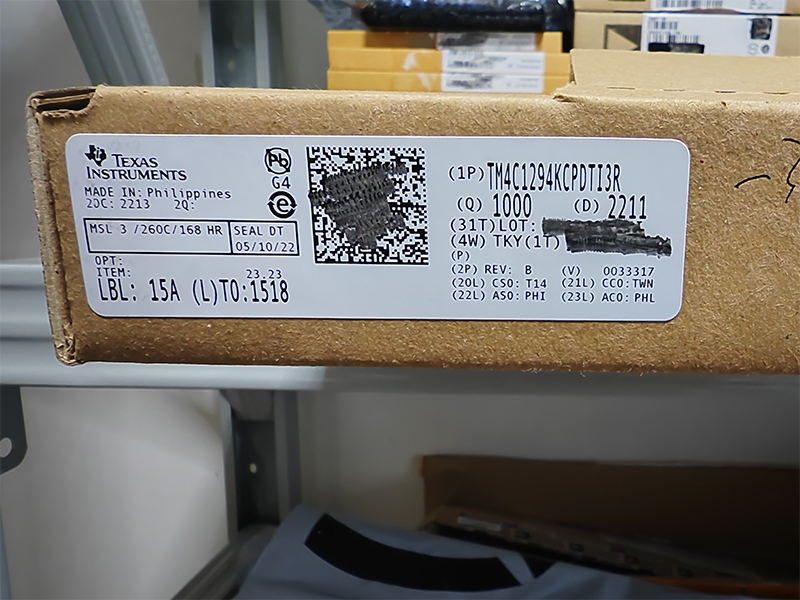 TEXAS
INSTRUMENTS
MADE IN: Philippines
2DC: 2213 2Q:
MSL 3 /260C/168 HR
SEAL DT
05/10/22
OPT:
ITEM:
23.23
LBL: 15A (L)TO:1518
Pb
G4
e
(1P)TM4C1294KCPDTI3R
(Q) 1000 (D) 2211
(31T)LOT:
(4W) TKY(1T)
(P)
(2P) REV: B (V) 0033317
(20L) CSO: T14 (21L) CCO:TWN
(22L) ASO: PHI (23L) ACO: PHL